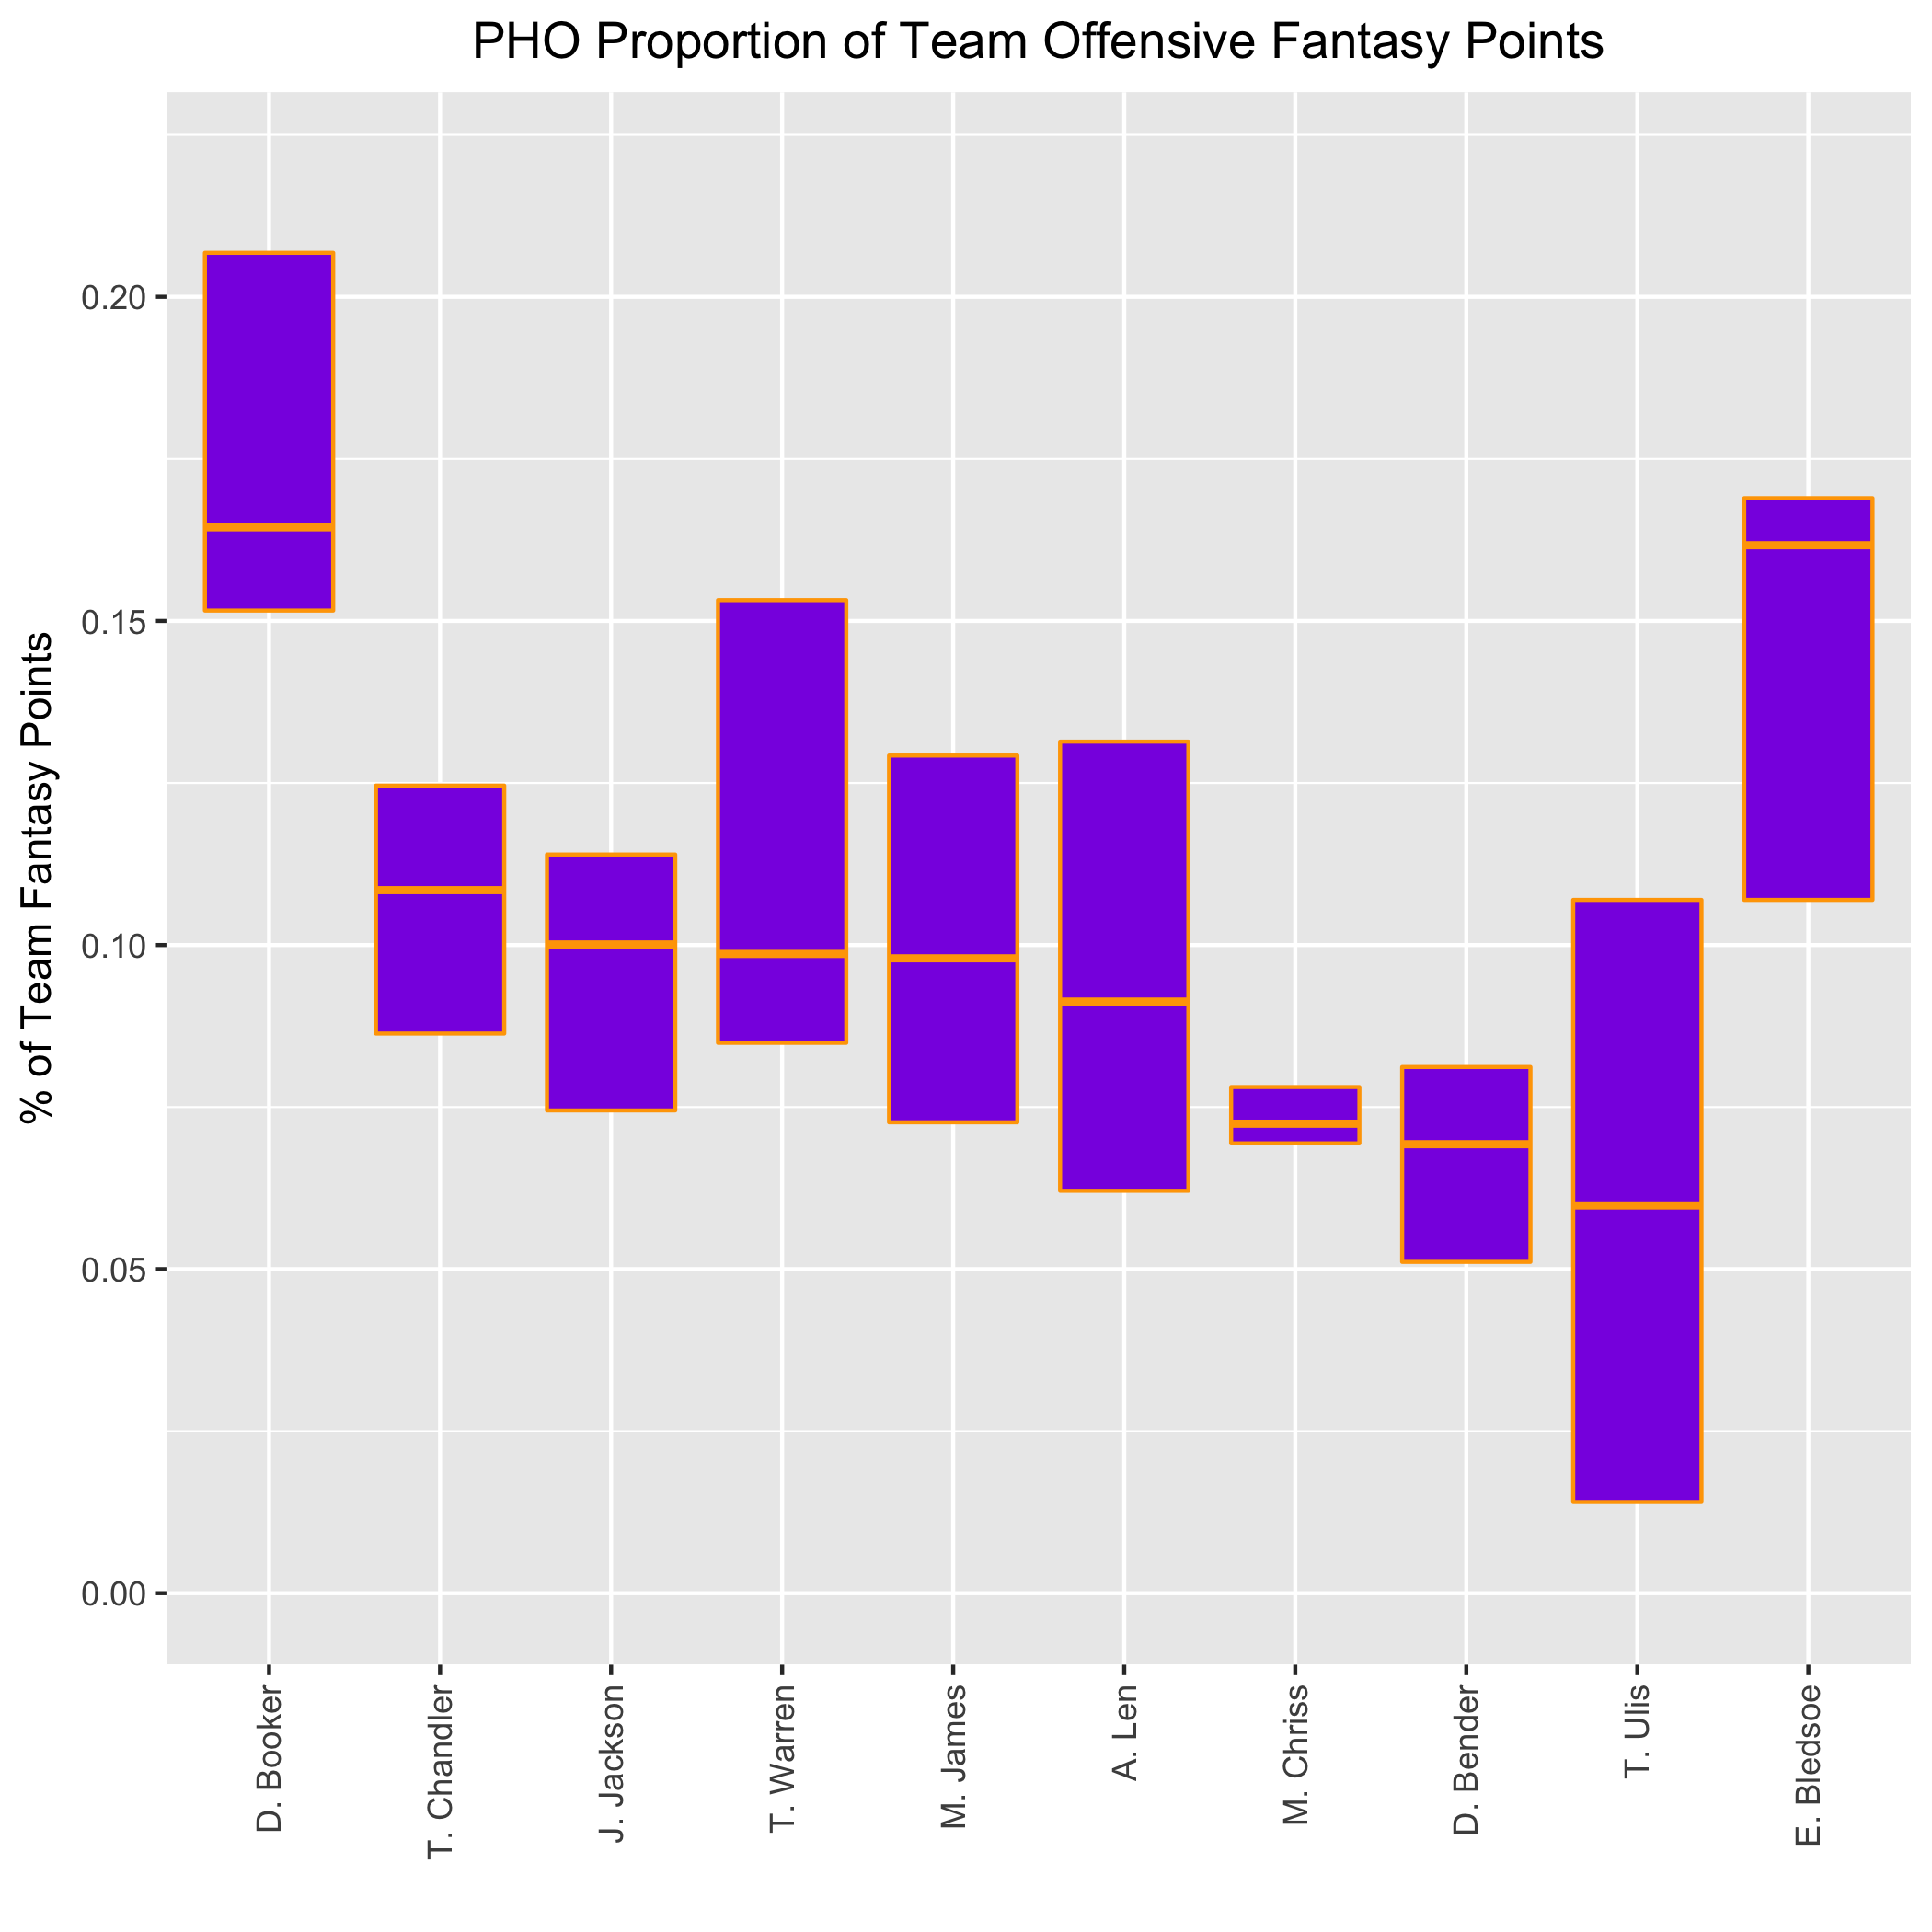 PHO Proportion of Team Offensive Fantasy Points
% of Team Fantasy Points
0.20
0.15
0.10
0.05
0.00
D. Booker
T. Chandler
J. Jackson
T. Warren
M. James
A. Len
M. Chriss
D. Bender
T. Ulis
E. Bledsoe